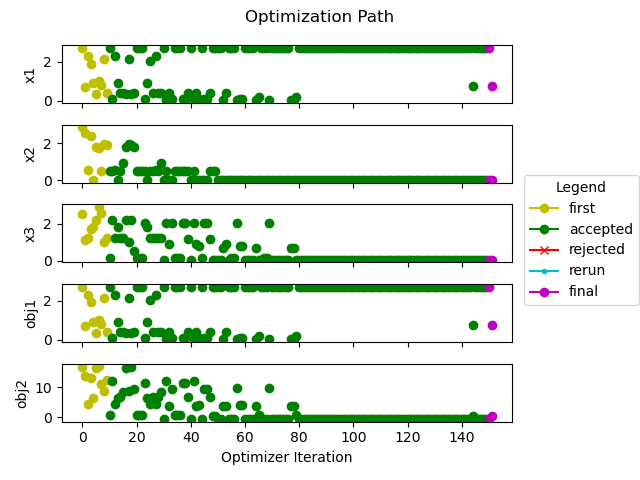 Optimization Path
x1
2
0
x2
2
0
x3
2
0
obj1
2
0
obj2
10
0
0
20
40
60
80
100
120
140
Optimizer Iteration
Legend
first
accepted
rejected
rerun
final